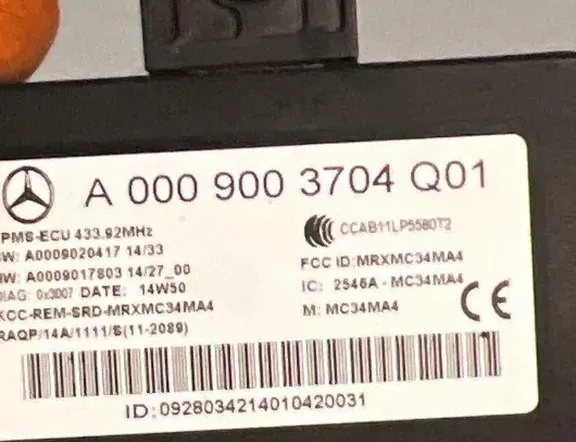 A 000 900 3704 Q01
PMS-ECU 433.92MHz
SW: A0009020417 14/33
HW: A0009017803 14/27_00
DIAG: 0x3007 DATE: 14W50
KCC-REM-SRD-MRXMC34MA4
RAQP/14A/1111/S(11-2089)
CCAB11LP5580T2
FCC ID: MRXMC34MA4
IC: 2546A - MC34MA4
M: MC34MA4
CE
ID: 0928034214010420031